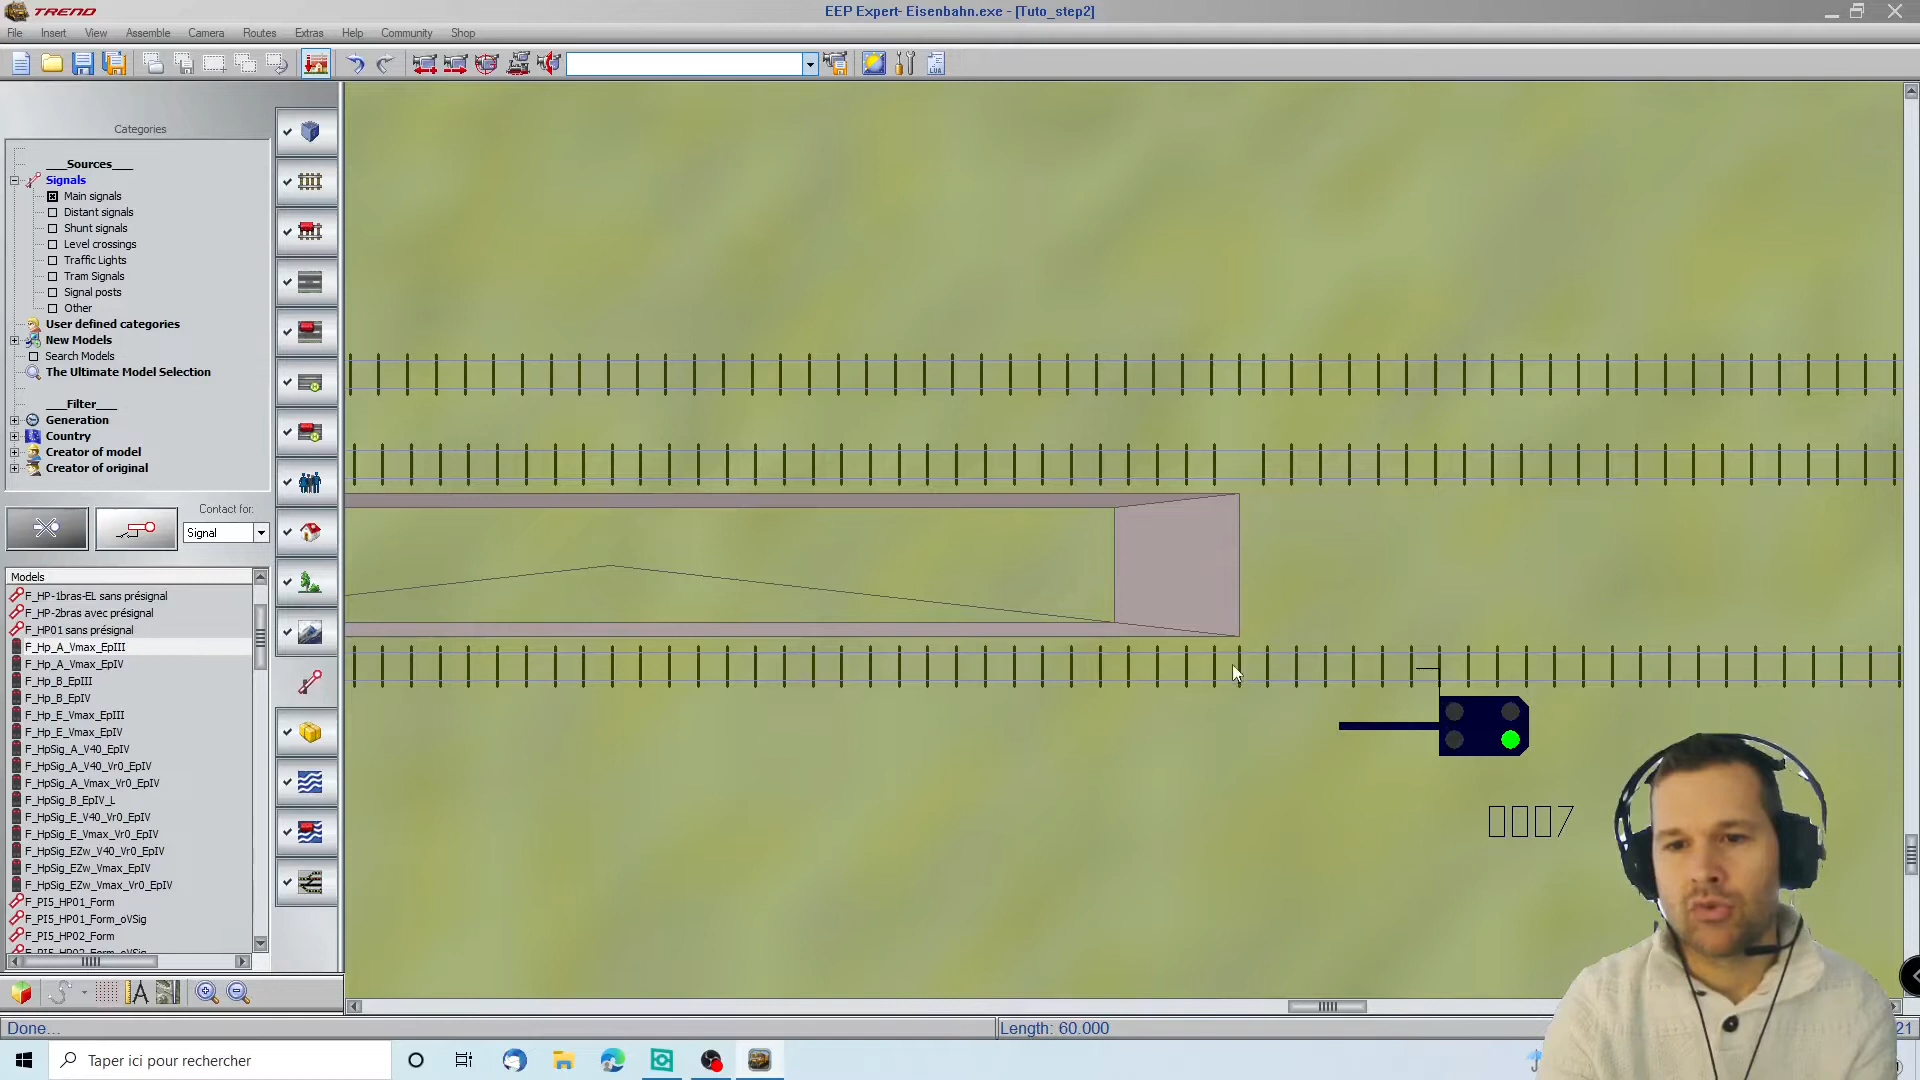 TREND
EEP Expert- Eisenbahn.exe - [Tuto_step2]
File Insert View Assemble Camera Routes Extras Help Community Shop
Categories
___Sources___
Signals
Main signals
Distant signals
Shunt signals
Level crossings
Traffic Lights
Tram Signals
Signal posts
Other
User defined categories
New Models
Search Models
The Ultimate Model Selection
___Filter___
Generation
Country
Creator of model
Creator of original
Contact for:
Signal
Models
F_HP-1bras-EL sans présignal
F_HP-2bras avec présignal
F_HP01 sans présignal
F_Hp_A_Vmax_EpIII
F_Hp_A_Vmax_EpIV
F_Hp_B_EpIII
F_Hp_B_EpIV
F_Hp_E_Vmax_EpIII
F_Hp_E_Vmax_EpIV
F_HpSig_A_V40_EpIV
F_HpSig_A_V40_Vr0_EpIV
F_HpSig_A_Vmax_Vr0_EpIV
F_HpSig_B_EpIV_L
F_HpSig_E_V40_Vr0_EpIV
F_HpSig_E_Vmax_Vr0_EpIV
F_HpSig_EZw_V40_Vr0_EpIV
F_HpSig_EZw_Vmax_EpIV
F_HpSig_EZw_Vmax_Vr0_EpIV
F_PI5_HP01_Form
F_PI5_HP01_Form_oVSig
F_PI5_HP02_Form
F_PI5_HP02_Form_oVSig
LUA
0007
Done...
Length: 60.000
21
Taper ici pour rechercher